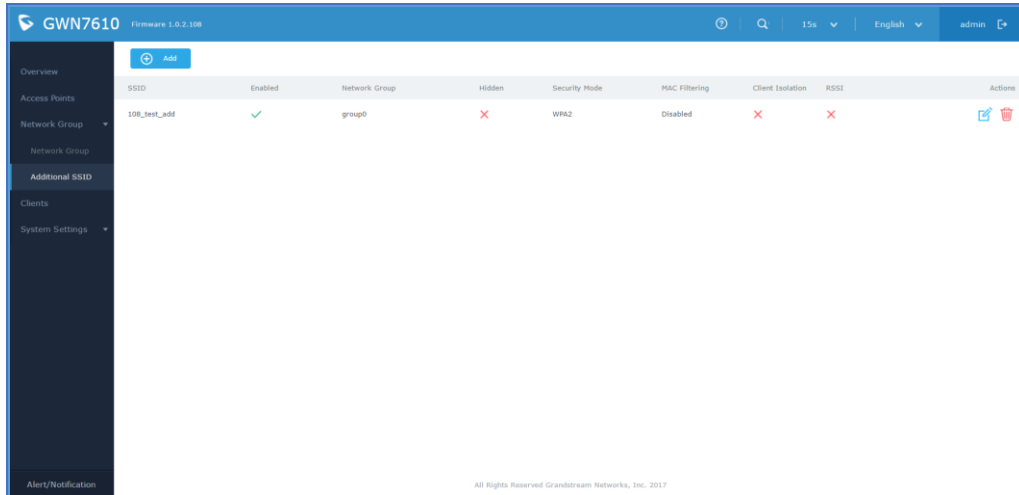 GWN7610 Firmware 1.0.2.108 15s English admin
Add
Overview
Access Points
Network Group
Network Group
Additional SSID
Clients
System Settings
Alert/Notification
SSID Enabled Network Group Hidden Security Mode MAC Filtering Client Isolation RSSI Actions
108_test_add group0 WPA2 Disabled
All Rights Reserved Grandstream Networks, Inc. 2017